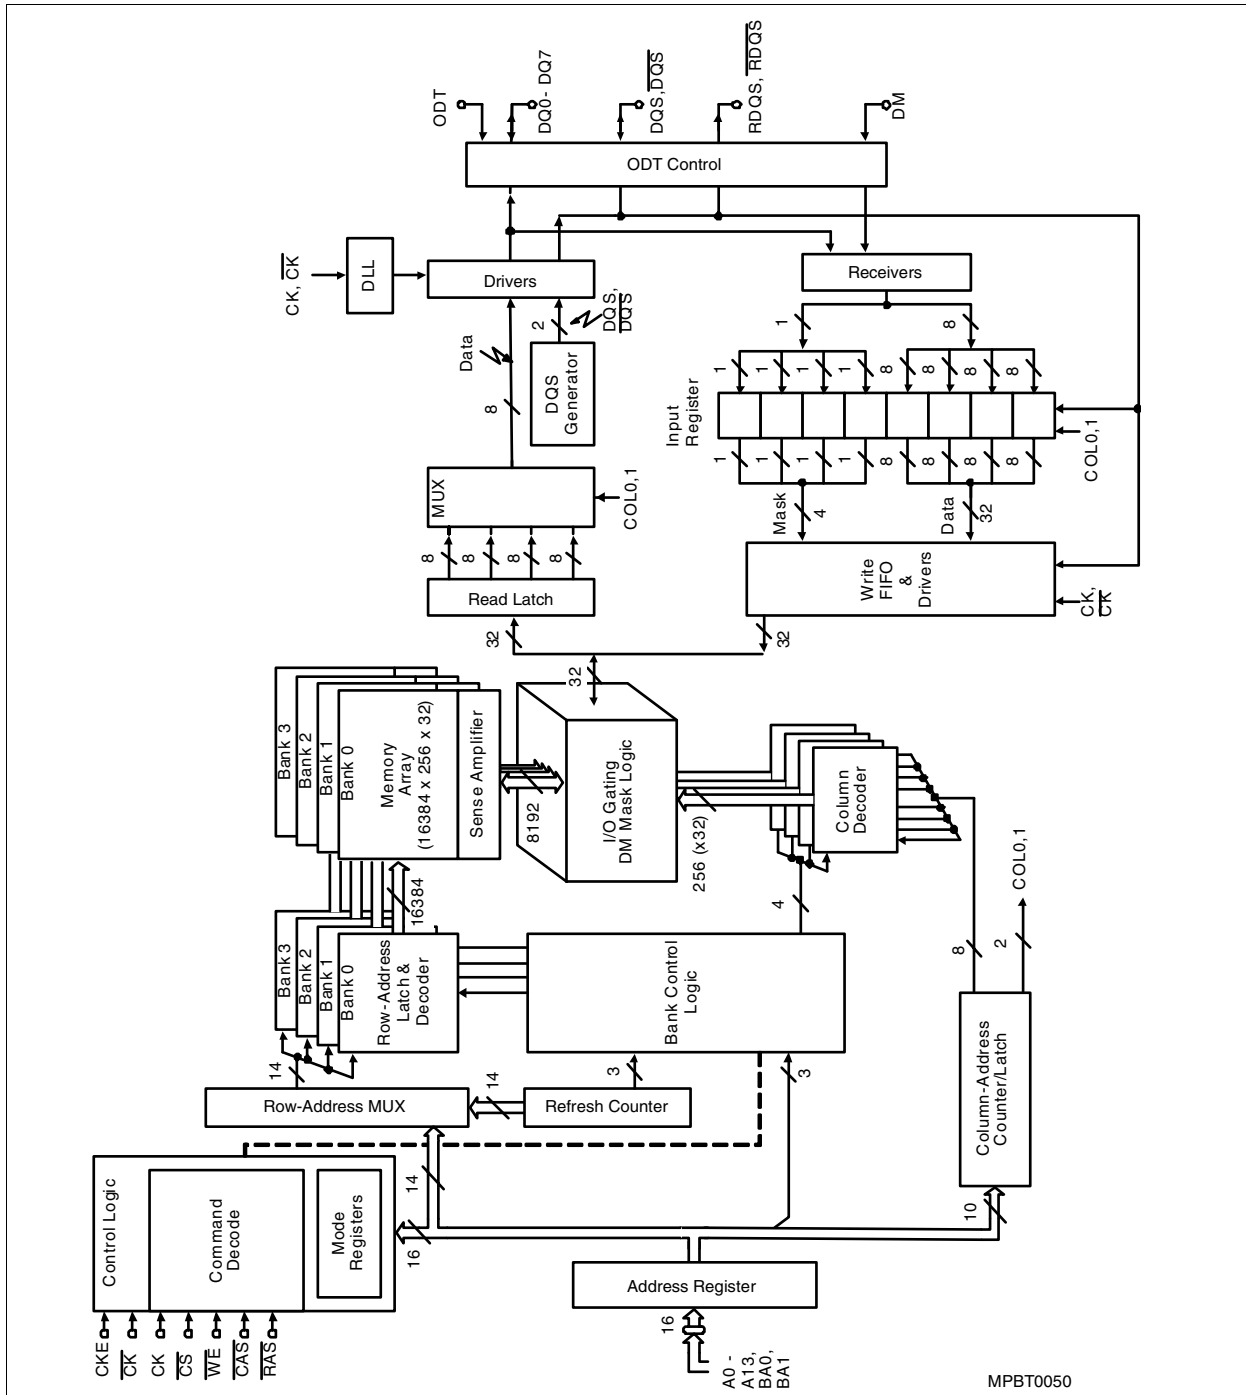 ODT
DQ0 - DQ7
DQS, DQS
RDQS, RDQS
DM
ODT Control
CK, CK
DLL
Drivers
Receivers
2
DQS,
DQS
1
8
Data
8
DQS
Generator
1
1
1
1
8
8
8
8
Input
Register
COL0,1
1
1
1
1
8
8
8
8
MUX
COL0,1
Mask
4
Data
32
8
8
8
8
Read Latch
Write
FIFO
&
Drivers
CK,
CK
32
32
32
Bank 3
Bank 2
Bank 1
Bank 0
Memory
Array
(16384 x 256 x 32)
Sense Amplifier
8192
I/O Gating
DM Mask Logic
256 (x32)
Column
Decoder
16384
4
COL0,1
8
2
Bank 3
Bank 2
Bank 1
Bank 0
Row-Address
Latch &
Decoder
Bank Control
Logic
Column-Address
Counter/Latch
14
3
3
Row-Address MUX
14
Refresh Counter
Control Logic
Command
Decode
Mode
Registers
14
16
10
Address Register
16
CKE
CK
CK
CS
WE
CAS
RAS
A0 -
A13,
BA0,
BA1
MPBT0050